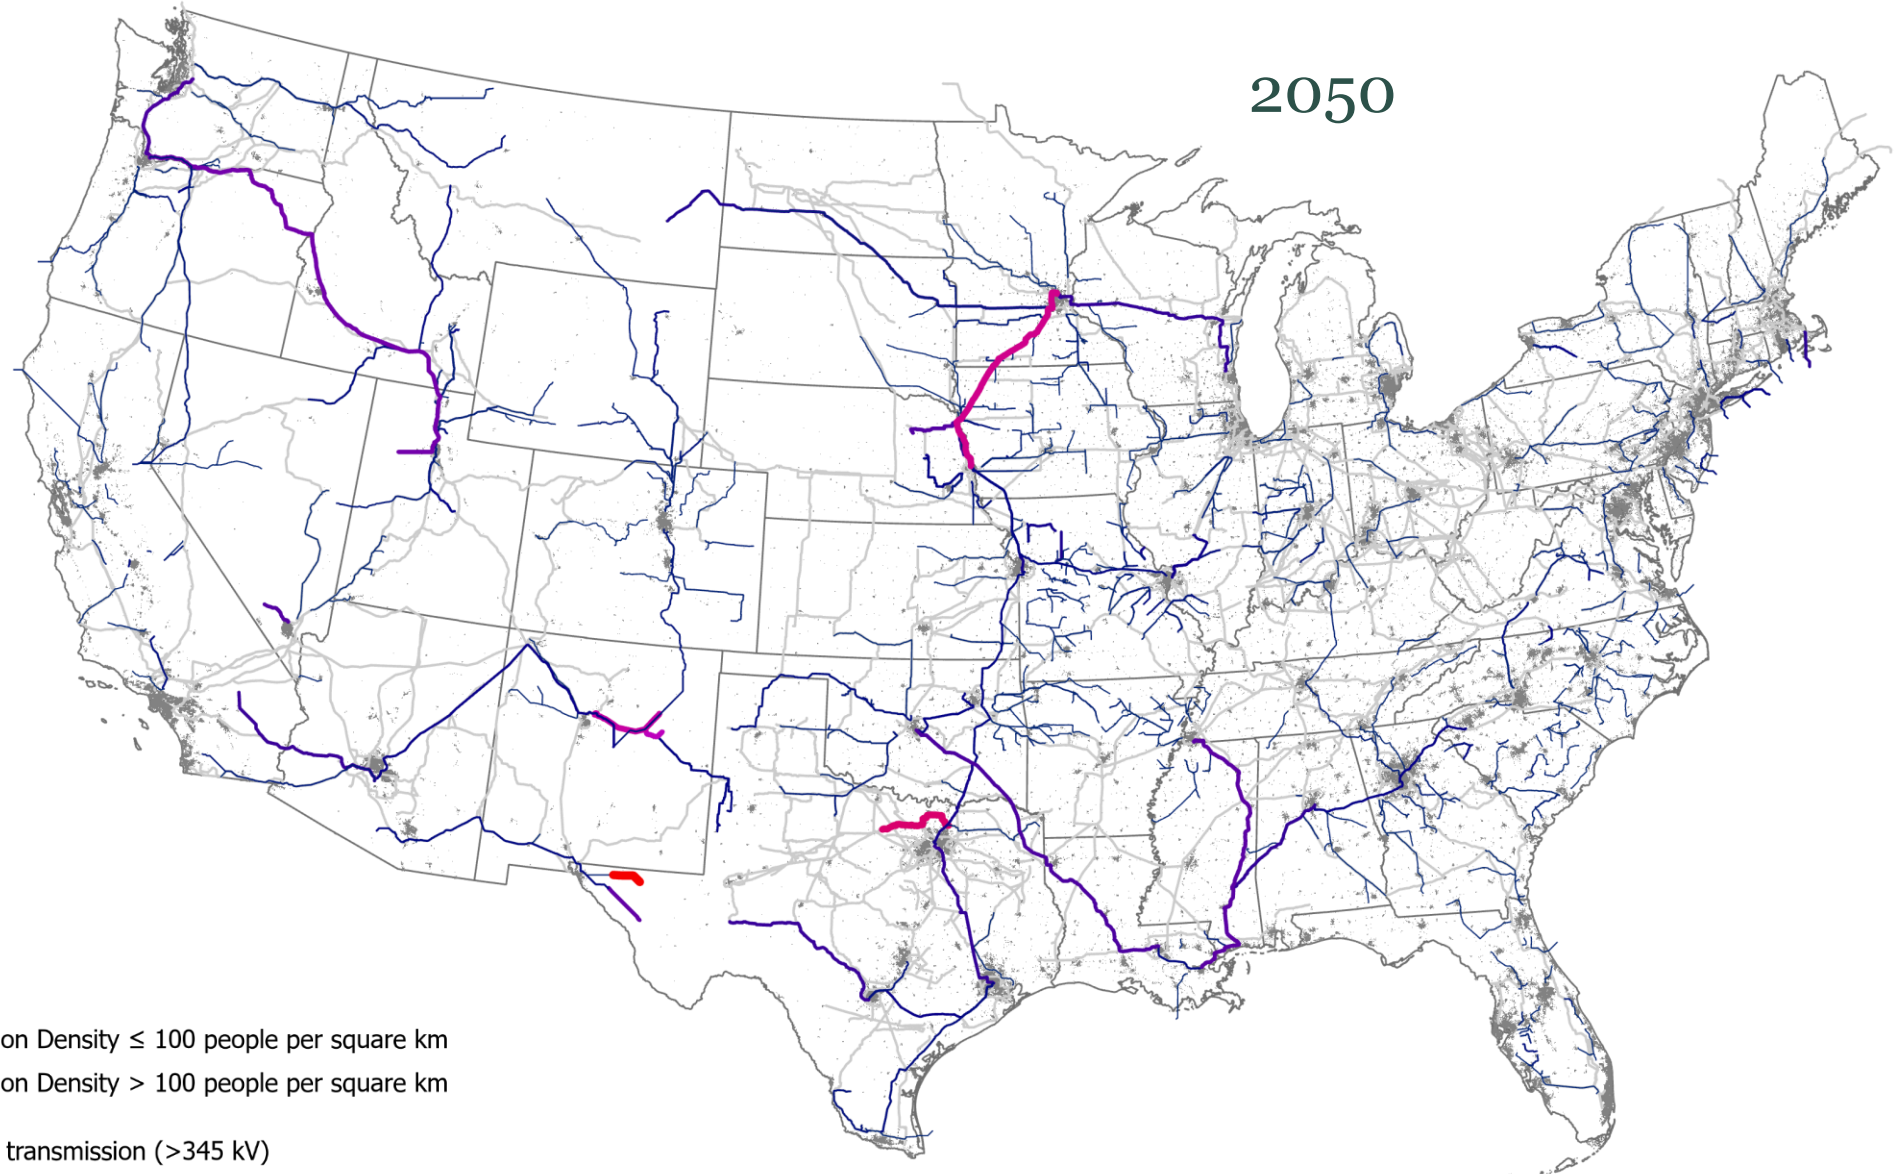 2050
on Density ≤ 100 people per square km
on Density > 100 people per square km
transmission (>345 kV)